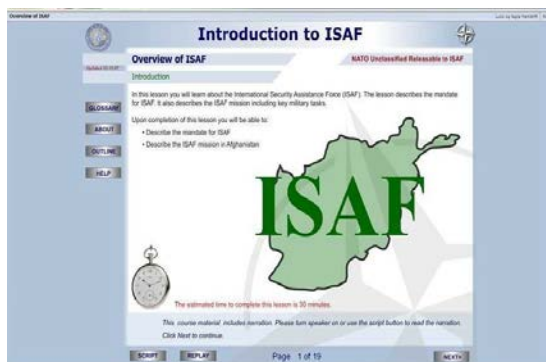 Overview of ISAF
Introduction to ISAF
Overview of ISAF
NATO Unclassified Releasable to ISAF
Introduction
In this lesson you will learn about the International Security Assistance Force (ISAF). The lesson describes the mandate
for ISAF. It also describes the ISAF mission including key military tasks.
Upon completion of this lesson you will be able to:
• Describe the mandate for ISAF
• Describe the ISAF mission in Afghanistan
GLOSSARY
ABOUT
OUTLINE
HELP
ISAF
The estimated time to complete this lesson is 30 minutes.
This course material includes narration. Please turn speaker on or use the script button to read the narration.
Click Next to continue.
SCRIPT
REPLAY
Page 1 of 19
NEXT>